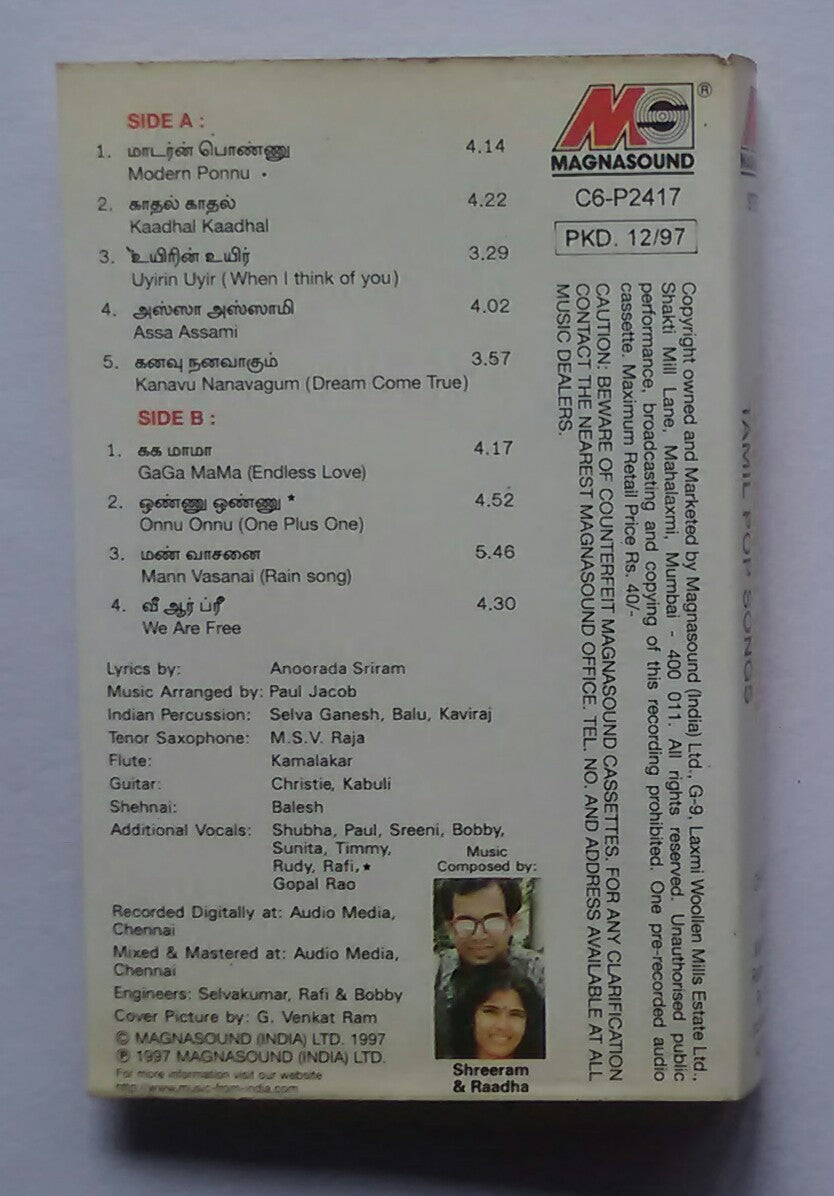 SIDE A :
1. மாடர்ன் பொண்ணு 4.14
Modern Ponnu
2. காதல் காதல் 4.22
Kaadhal Kaadhal
3. உயிரின் உயிர் 3.29
Uyirin Uyir ( When I think of you )
4. அஸ்ஸா அஸ்ஸாமி 4.02
Assa Assami
5. கனவு நனவாகும் 3.57
Kanavu Nanavagum (Dream Come True)
SIDE B :
1. கக மாமா 4.17
GaGa MaMa (Endless Love)
2. ஒண்ணு ஒண்ணு * 4.52
Onnu Onnu (One Plus One)
3. மண் வாசனை 5.46
Mann Vasanai (Rain song)
4. வீ ஆர் ப்ரீ 4.30
We Are Free
Lyrics by: Anoorada Sriram
Music Arranged by: Paul Jacob
Indian Percussion: Selva Ganesh, Balu, Kaviraj
Tenor Saxophone: M.S.V. Raja
Flute: Kamalakar
Guitar: Christie, Kabuli
Shehnai: Balesh
Additional Vocals: Shubha, Paul, Sreeni, Bobby,
Sunita, Timmy,
Rudy, Rafi,*
Gopal Rao
Music
Composed by:
Shreeram
& Raadha
Recorded Digitally at: Audio Media,
Chennai
Mixed & Mastered at: Audio Media,
Chennai
Engineers: Selvakumar, Rafi & Bobby
Cover Picture by: G. Venkat Ram
© MAGNASOUND (INDIA) LTD. 1997
℗ 1997 MAGNASOUND (INDIA) LTD.
For more information visit our website
http://www.music-from-india.com
®
MAGNASOUND
C6-P2417
PKD. 12/97
Copyright owned and Marketed by Magnasound (India) Ltd., G-9, Laxmi Woollen Mills Estate Ltd.,
Shakti Mill Lane, Mahalaxmi, Mumbai - 400 011. All rights reserved. Unauthorised public
performance, broadcasting and copying of this recording prohibited. One pre-recorded audio
cassette. Maximum Retail Price Rs. 40/-
CAUTION: BEWARE OF COUNTERFEIT MAGNASOUND CASSETTES. FOR ANY CLARIFICATION
CONTACT THE NEAREST MAGNASOUND OFFICE. TEL. NO. AND ADDRESS AVAILABLE AT ALL
MUSIC DEALERS.
TAMIL POP SONGS